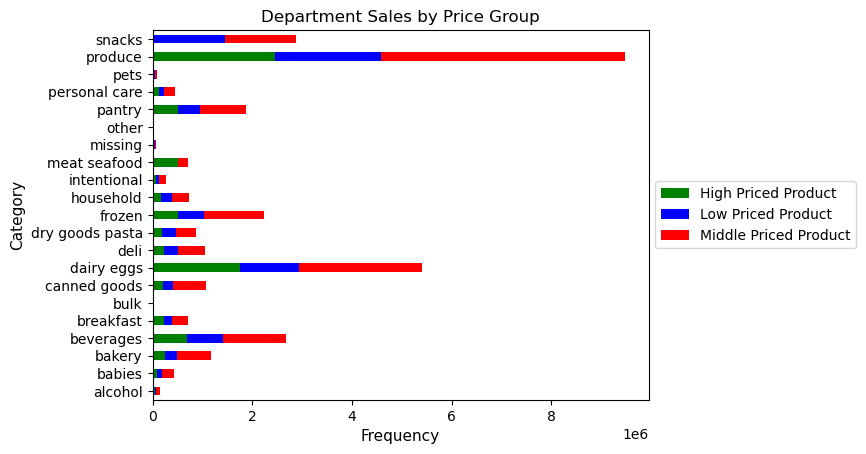 Department Sales by Price Group
snacks
produce
pets
personal care
pantry
other
missing
meat seafood
intentional
household
frozen
dry goods pasta
deli
dairy eggs
canned goods
bulk
breakfast
beverages
bakery
babies
alcohol
Category
0 2 4 6 8
1e6
Frequency
High Priced Product
Low Priced Product
Middle Priced Product